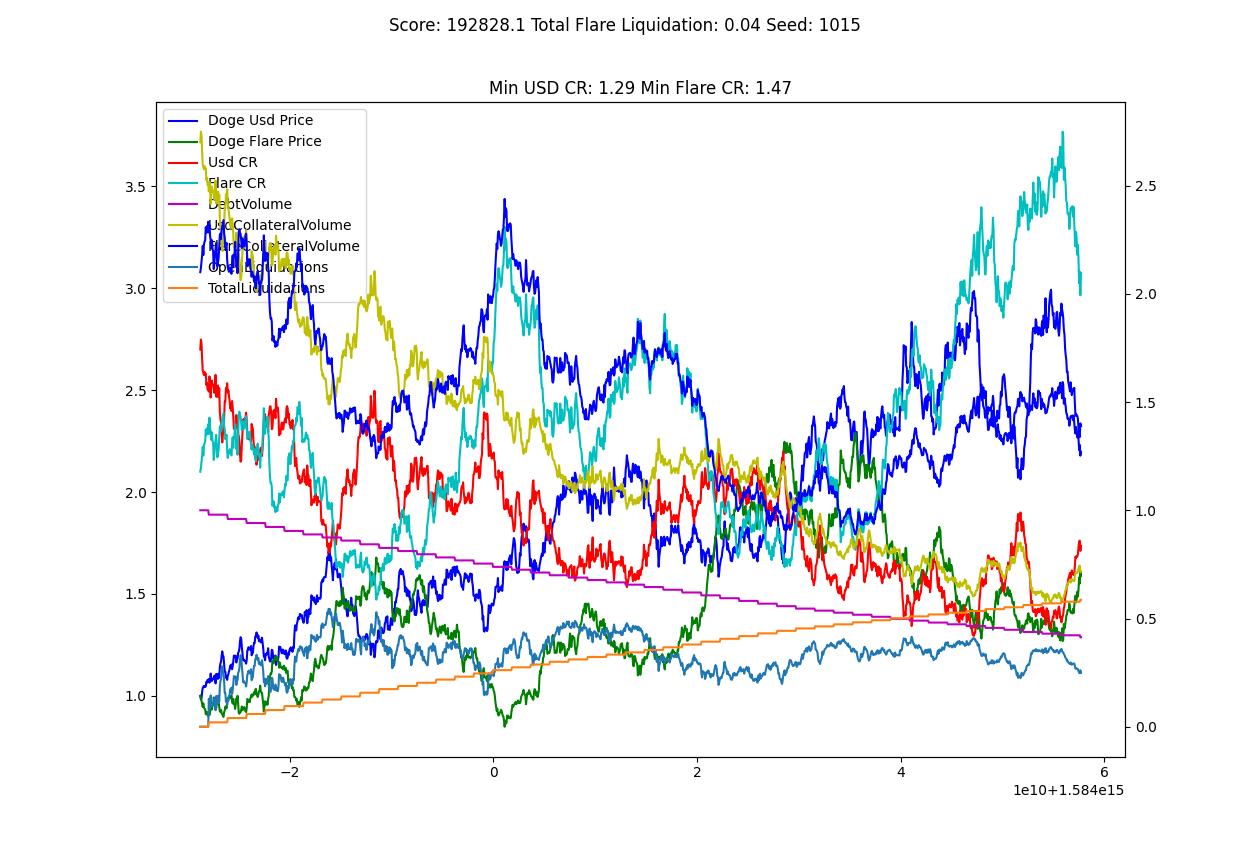 Score: 192828.1 Total Flare Liquidation: 0.04 Seed: 1015
Min USD CR: 1.29 Min Flare CR: 1.47
Doge Usd Price
Doge Flare Price
Usd CR
Flare CR
DebtVolume
UsdCollateralVolume
FlareCollateralVolume
OpenLiquidations
TotalLiquidations
3.5
3.0
2.5
2.0
1.5
1.0
2.5
2.0
1.5
1.0
0.5
0.0
−2
0
2
4
6
1e10+1.584e15